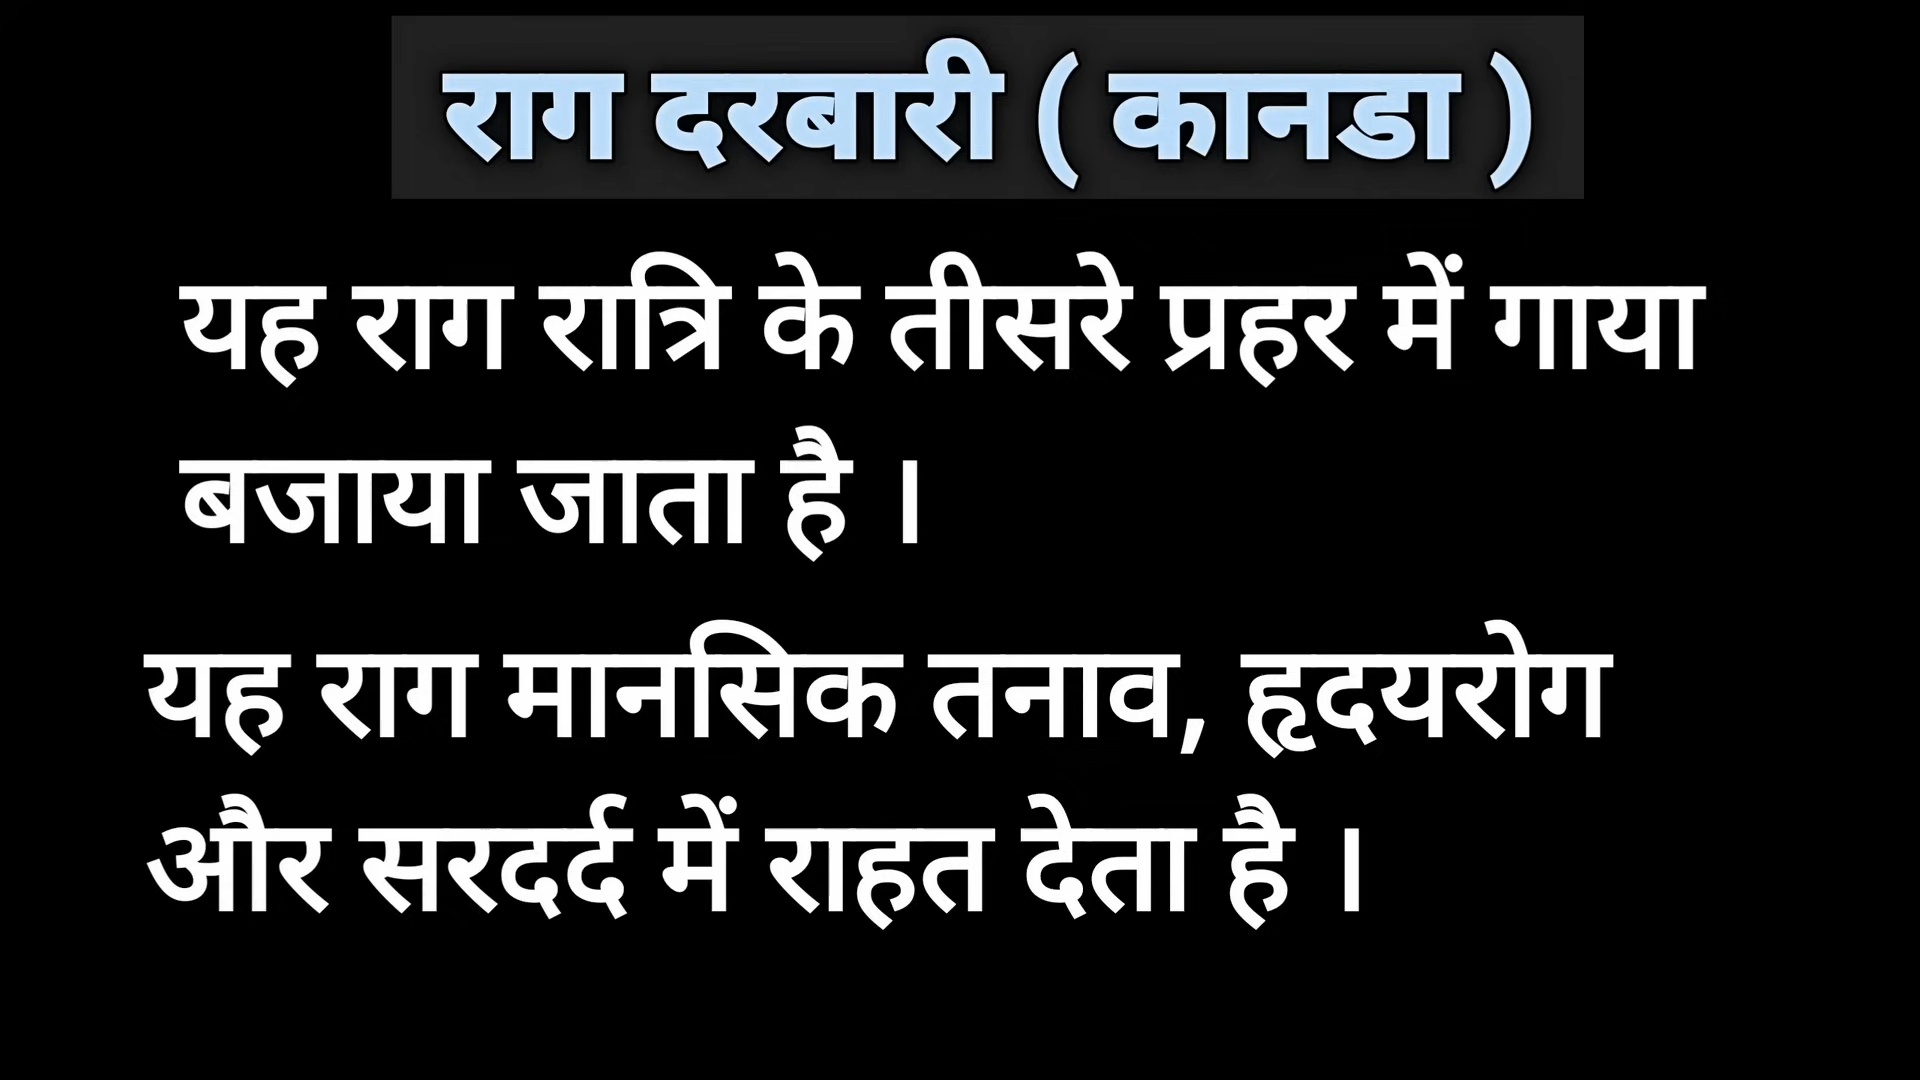 राग दरबारी ( कानडा )
यह राग रात्रि के तीसरे प्रहर में गाया
बजाया जाता है ।
यह राग मानसिक तनाव, हृदयरोग
और सरदर्द में राहत देता है ।